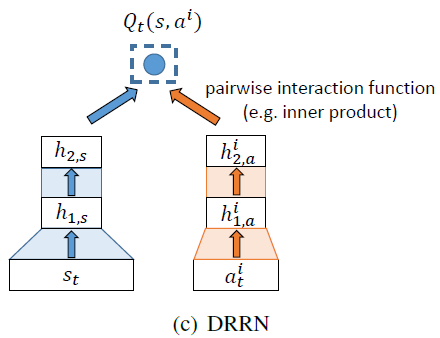 Q_t(s, a^i)
pairwise interaction function
(e.g. inner product)
h_{2,s}
h^i_{2,a}
h_{1,s}
h^i_{1,a}
s_t
a^i_t
(c) DRRN